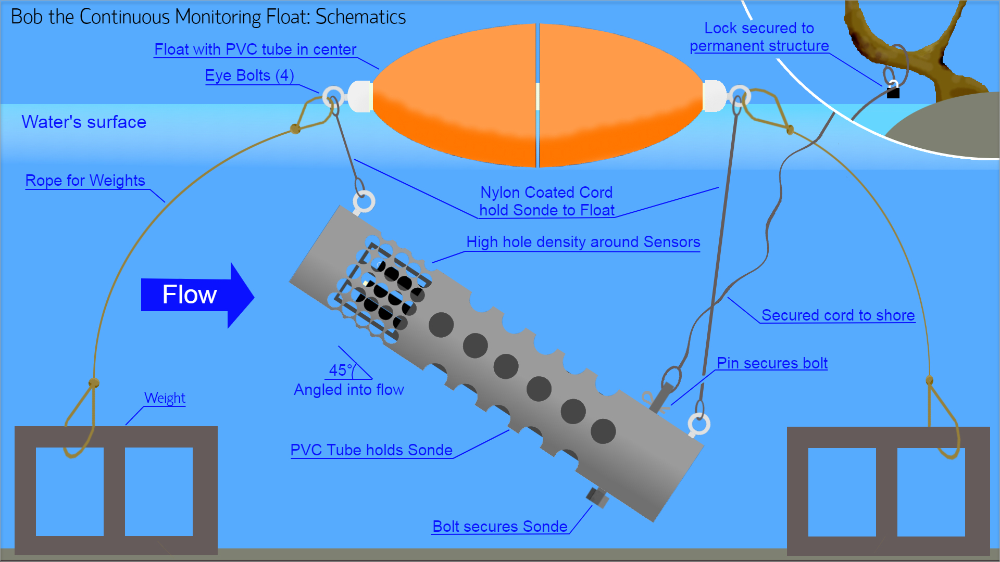 Bob the Continuous Monitoring Float: Schematics
Lock secured to
permanent structure
Float with PVC tube in center
Eye Bolts (4)
Water's surface
Rope for Weights
Nylon Coated Cord
hold Sonde to Float
High hole density around Sensors
Flow
Secured cord to shore
45°
Angled into flow
Pin secures bolt
Weight
PVC Tube holds Sonde
Bolt secures Sonde